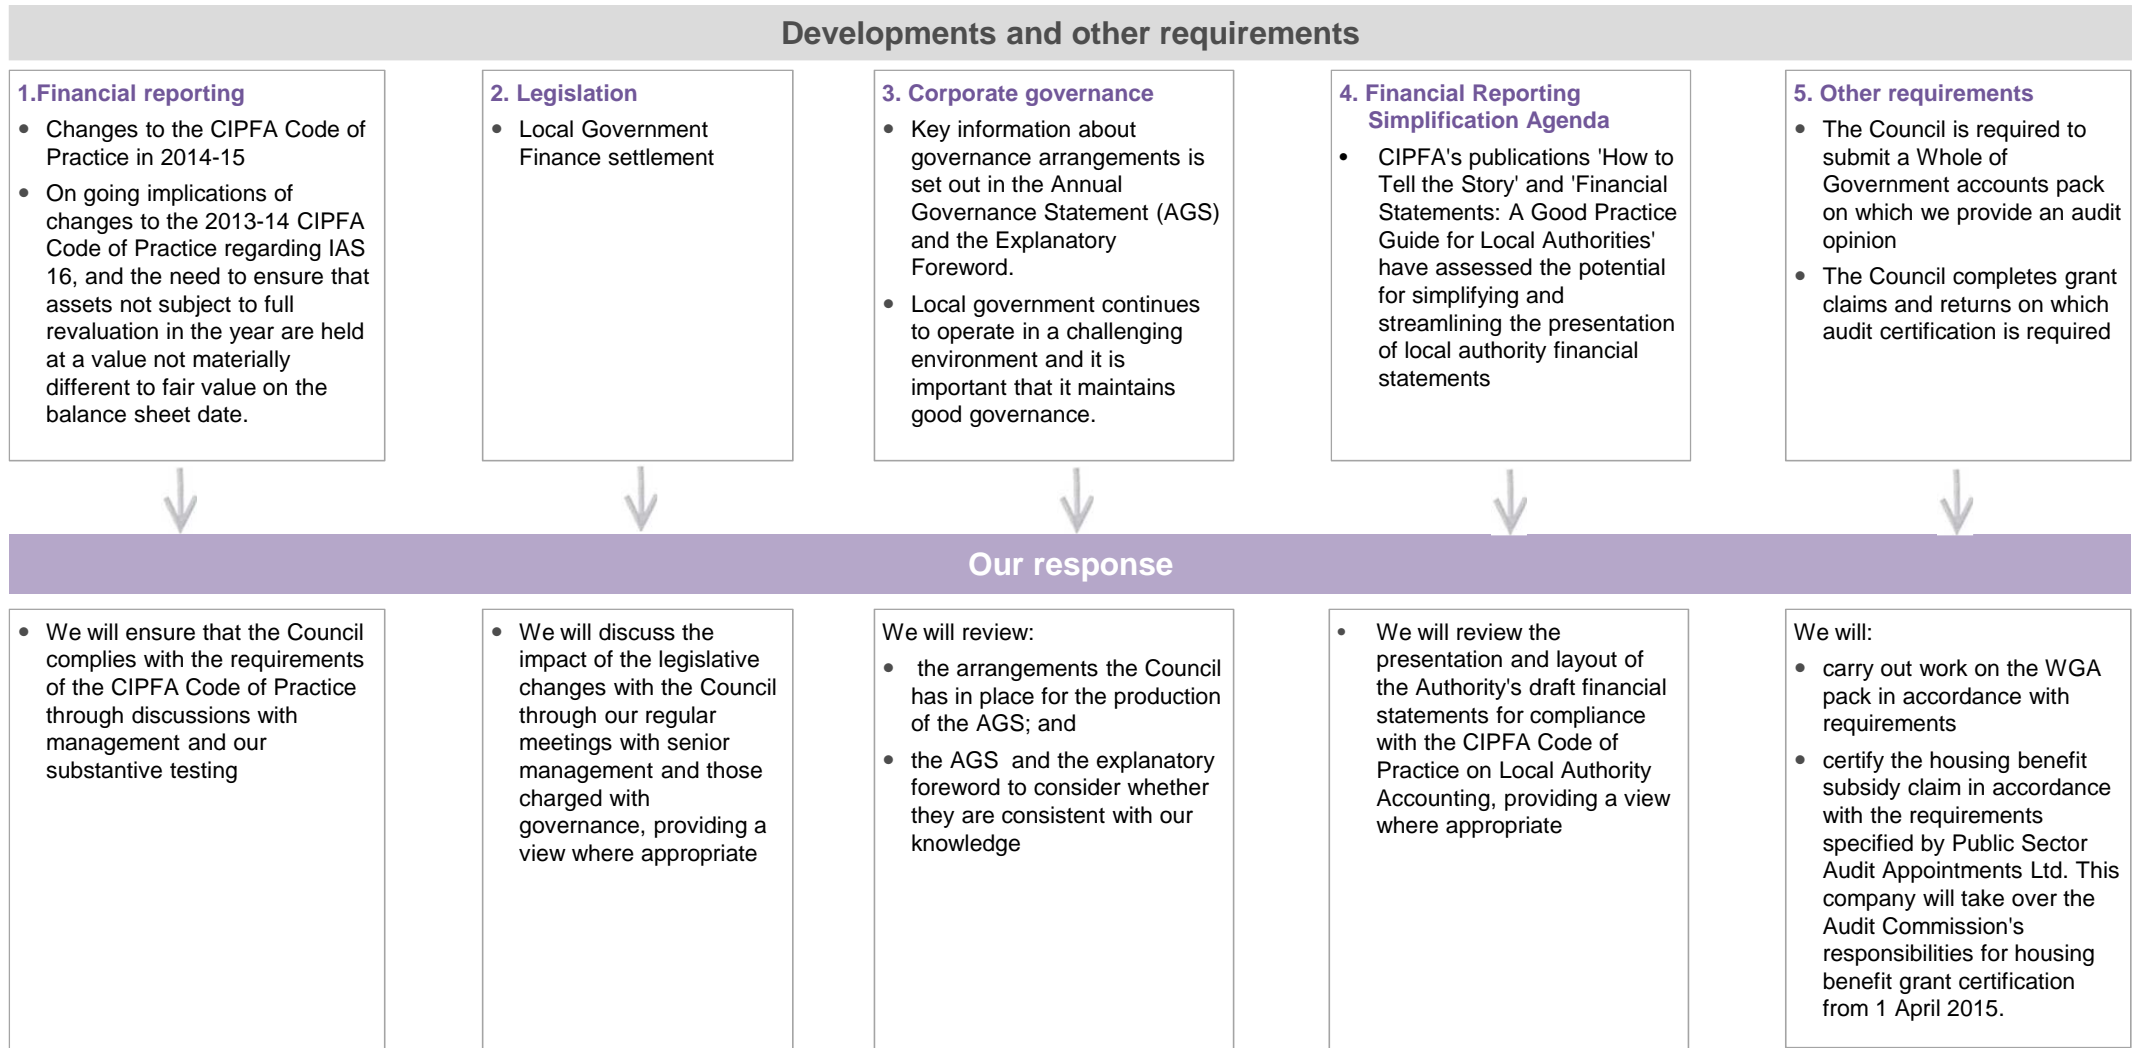 Developments and other requirements
1.Financial reporting
• Changes to the CIPFA Code of
Practice in 2014-15
• On going implications of
changes to the 2013-14 CIPFA
Code of Practice regarding IAS
16, and the need to ensure that
assets not subject to full
revaluation in the year are held
at a value not materially
different to fair value on the
balance sheet date.
2. Legislation
• Local Government
Finance settlement
3. Corporate governance
• Key information about
governance arrangements is
set out in the Annual
Governance Statement (AGS)
and the Explanatory
Foreword.
• Local government continues
to operate in a challenging
environment and it is
important that it maintains
good governance.
4. Financial Reporting
Simplification Agenda
• CIPFA's publications 'How to
Tell the Story' and 'Financial
Statements: A Good Practice
Guide for Local Authorities'
have assessed the potential
for simplifying and
streamlining the presentation
of local authority financial
statements
5. Other requirements
• The Council is required to
submit a Whole of
Government accounts pack
on which we provide an audit
opinion
• The Council completes grant
claims and returns on which
audit certification is required
Our response
• We will ensure that the Council
complies with the requirements
of the CIPFA Code of Practice
through discussions with
management and our
substantive testing
• We will discuss the
impact of the legislative
changes with the Council
through our regular
meetings with senior
management and those
charged with
governance, providing a
view where appropriate
We will review:
• the arrangements the Council
has in place for the production
of the AGS; and
• the AGS and the explanatory
foreword to consider whether
they are consistent with our
knowledge
• We will review the
presentation and layout of
the Authority's draft financial
statements for compliance
with the CIPFA Code of
Practice on Local Authority
Accounting, providing a view
where appropriate
We will:
• carry out work on the WGA
pack in accordance with
requirements
• certify the housing benefit
subsidy claim in accordance
with the requirements
specified by Public Sector
Audit Appointments Ltd. This
company will take over the
Audit Commission's
responsibilities for housing
benefit grant certification
from 1 April 2015.